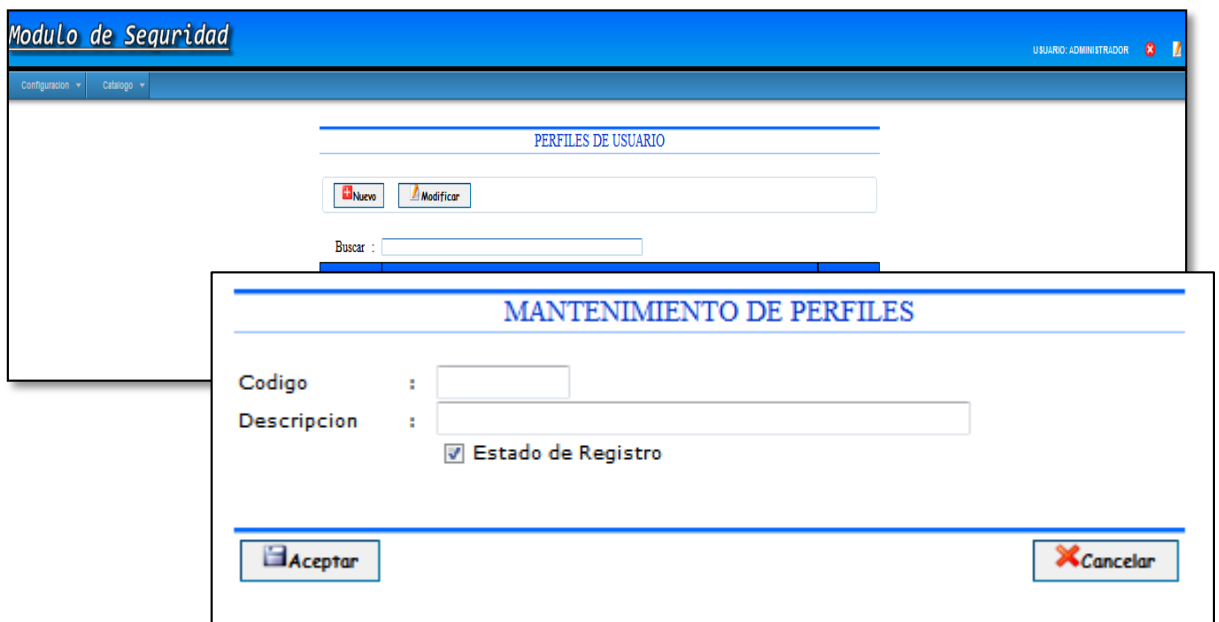 Modulo de Seguridad
USUARIO: ADMINISTRADOR
Configuracion Catalogo
PERFILES DE USUARIO
Nuevo Modificar
Buscar :
MANTENIMIENTO DE PERFILES
Codigo :
Descripcion :
Estado de Registro
Aceptar Cancelar